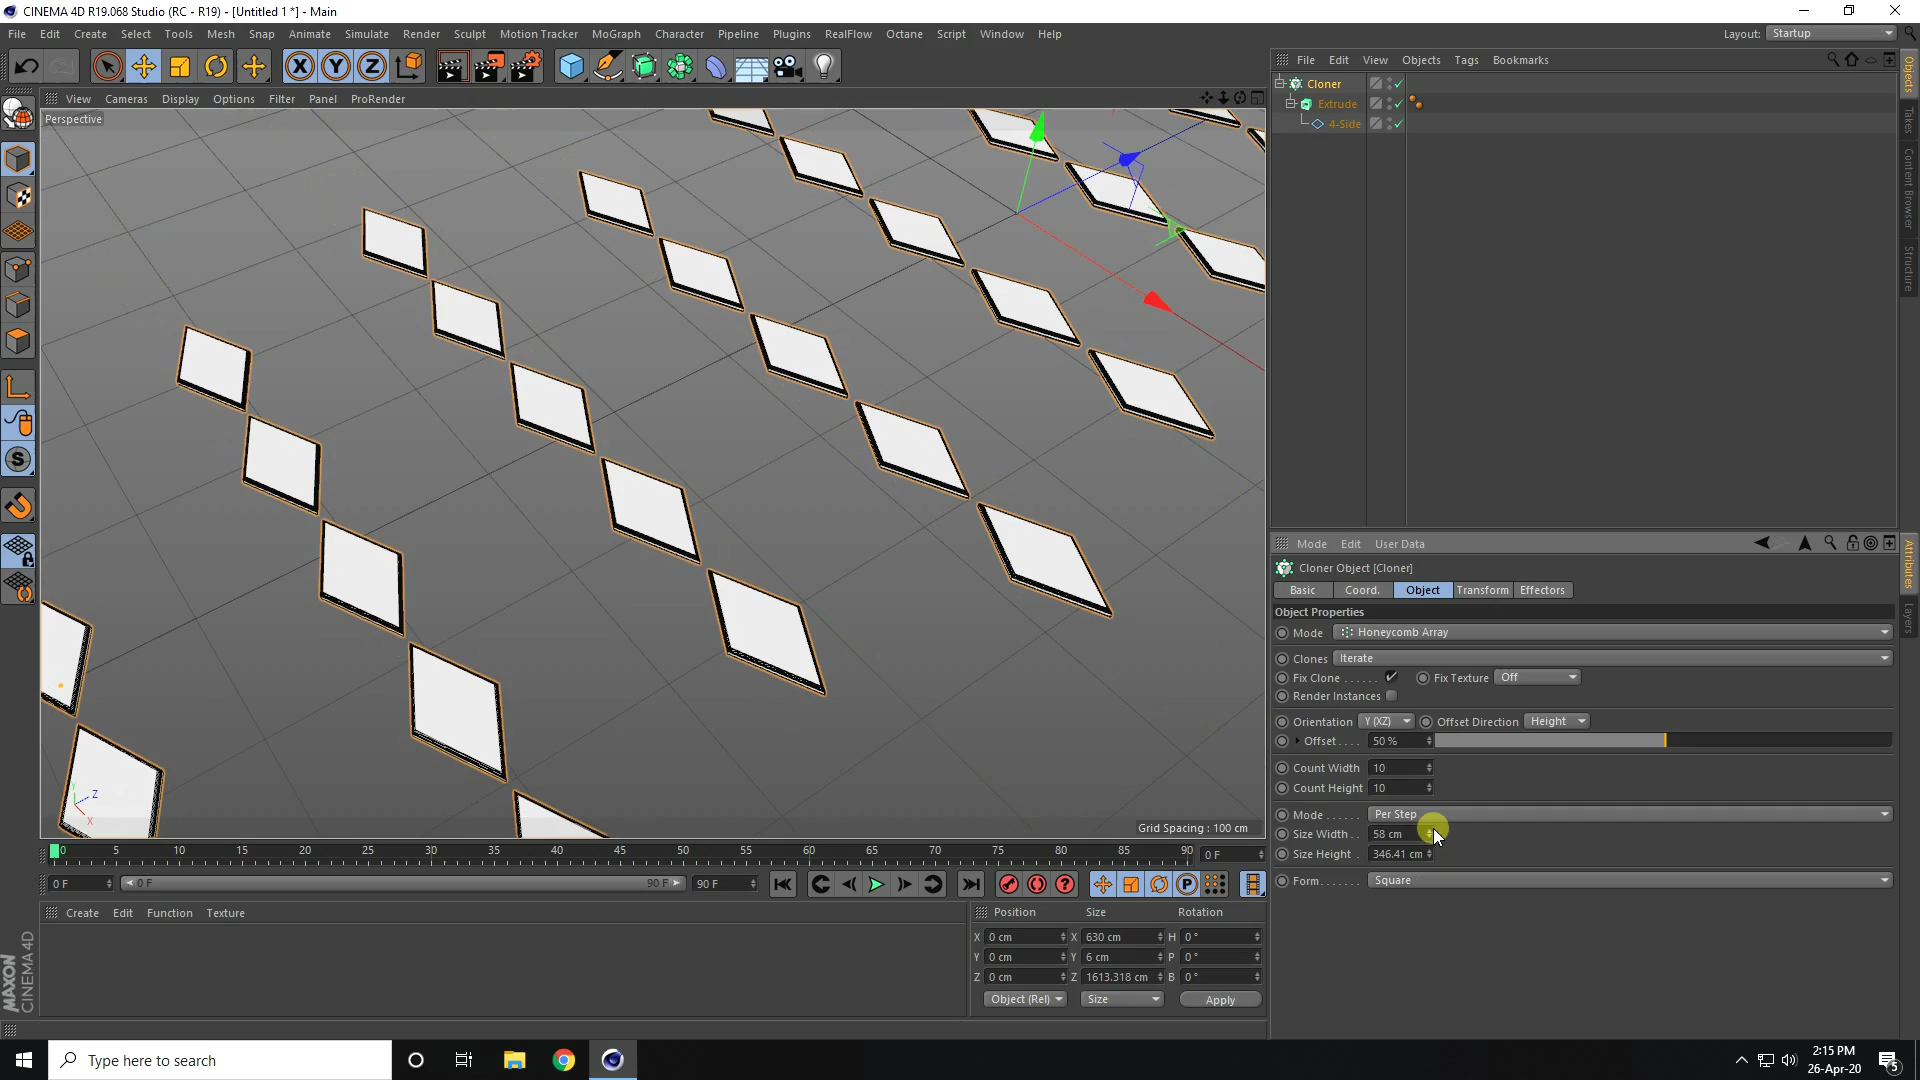 CINEMA 4D R19.068 Studio (RC - R19) - [Untitled 1 *] - Main
File Edit Create Select Tools Mesh Snap Animate Simulate Render Sculpt Motion Tracker MoGraph Character Pipeline Plugins RealFlow Octane Script Window Help
Layout: Startup
View Cameras Display Options Filter Panel ProRender
Perspective
Grid Spacing : 100 cm
X Y Z
File Edit View Objects Tags Bookmarks
Cloner
Extrude
4-Side
Objects
Takes
Content Browser
Structure
Mode Edit User Data
Cloner Object [Cloner]
Basic Coord. Object Transform Effectors
Object Properties
Mode Honeycomb Array
Clones Iterate
Fix Clone ...... Fix Texture Off
Render Instances
Orientation Y (XZ) Offset Direction Height
Offset.... 50 %
Count Width 10
Count Height 10
Mode...... Per Step
Size Width.. 58 cm
Size Height . 346.41 cm
Form....... Square
Attributes
Layers
0 5 10 15 20 25 30 35 40 45 50 55 60 65 70 75 80 85 90 0 F
0 F 0 F 90 F 90 F
Create Edit Function Texture
Position Size Rotation
X 0 cm X 630 cm H 0 °
Y 0 cm Y 6 cm P 0 °
Z 0 cm Z 1613.318 cm B 0 °
Object (Rel) Size Apply
MAXON
CINEMA 4D
Type here to search
2:15 PM
26-Apr-20
5